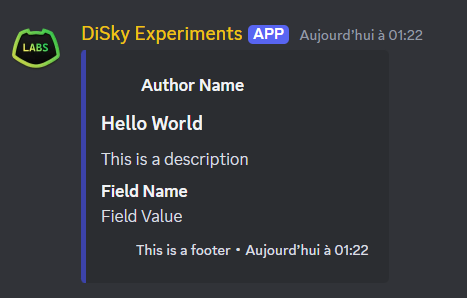 LABS
DiSky Experiments APP Aujourd'hui à 01:22
Author Name
Hello World
This is a description
Field Name
Field Value
This is a footer • Aujourd'hui à 01:22